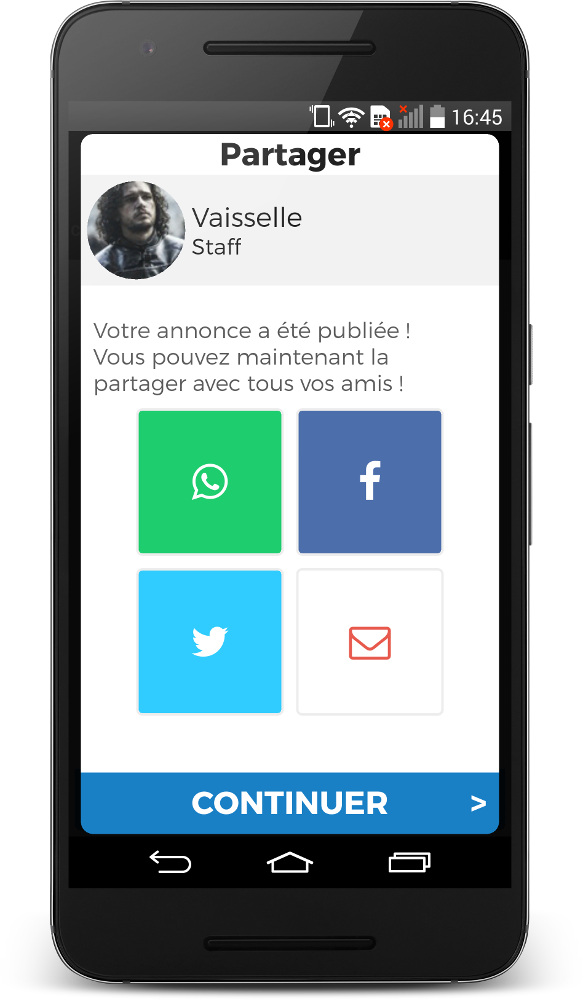 16:45
Partager
Vaisselle
Staff
Votre annonce a été publiée !
Vous pouvez maintenant la
partager avec tous vos amis !
CONTINUER >